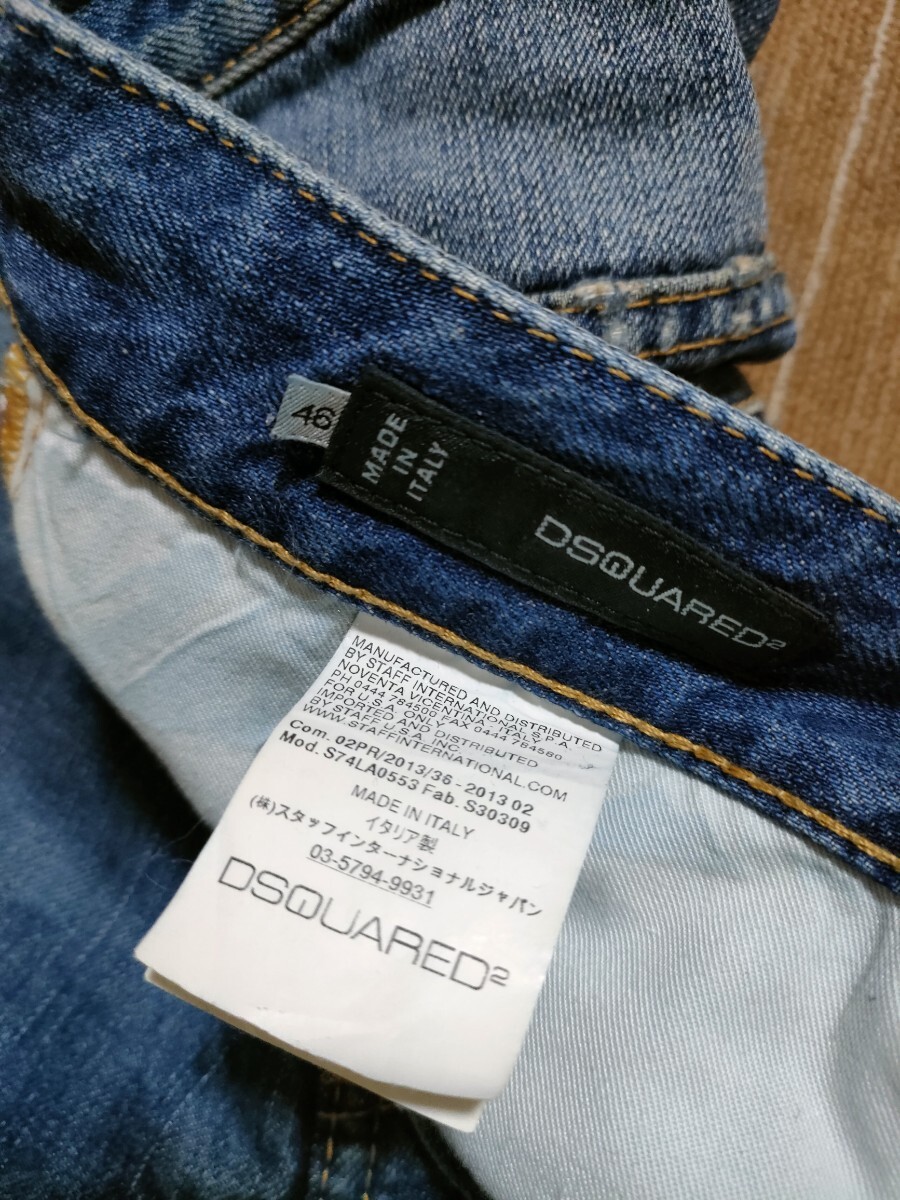 46
MADE
IN
ITALY
DSQUARED2
MANUFACTURED AND DISTRIBUTED
BY STAFF INTERNATIONAL S.P.A.
NOVENTA VICENTINA, ITALY
PH 0444 784500 FAX 0444 784580
FOR U.S.A. ONLY
IMPORTED AND DISTRIBUTED
BY STAFF U.S.A INC.
WWW.STAFFINTERNATIONAL.COM
Com. 02PR/2013/36 - 2013 02
Mod. S74LA0553 Fab. S30309
MADE IN ITALY
イタリア製
(株)スタッフインターナショナルジャパン
03-5794-9931
DSQUARED2